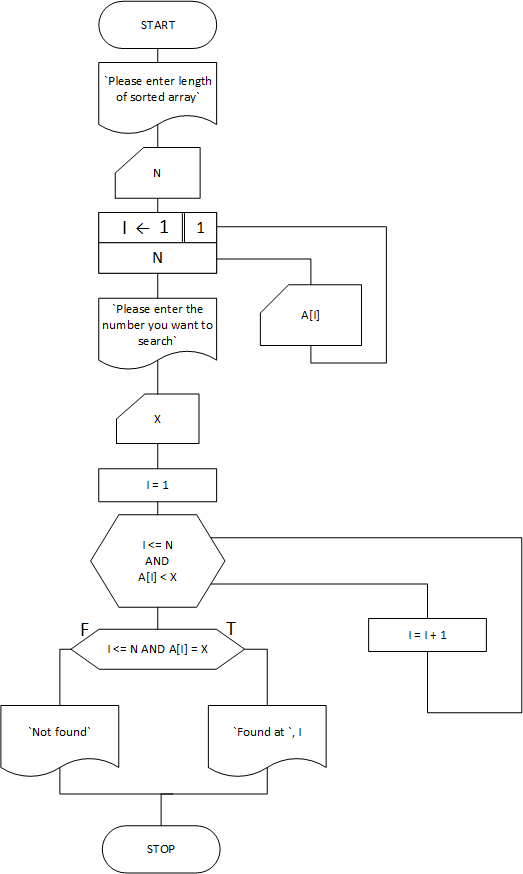 START
`Please enter length
of sorted array`
N
I ← 1
1
N
`Please enter the
number you want to
search`
A[I]
X
I = 1
I <= N
AND
A[I] < X
I = I + 1
F
T
I <= N AND A[I] = X
`Not found`
`Found at `, I
STOP